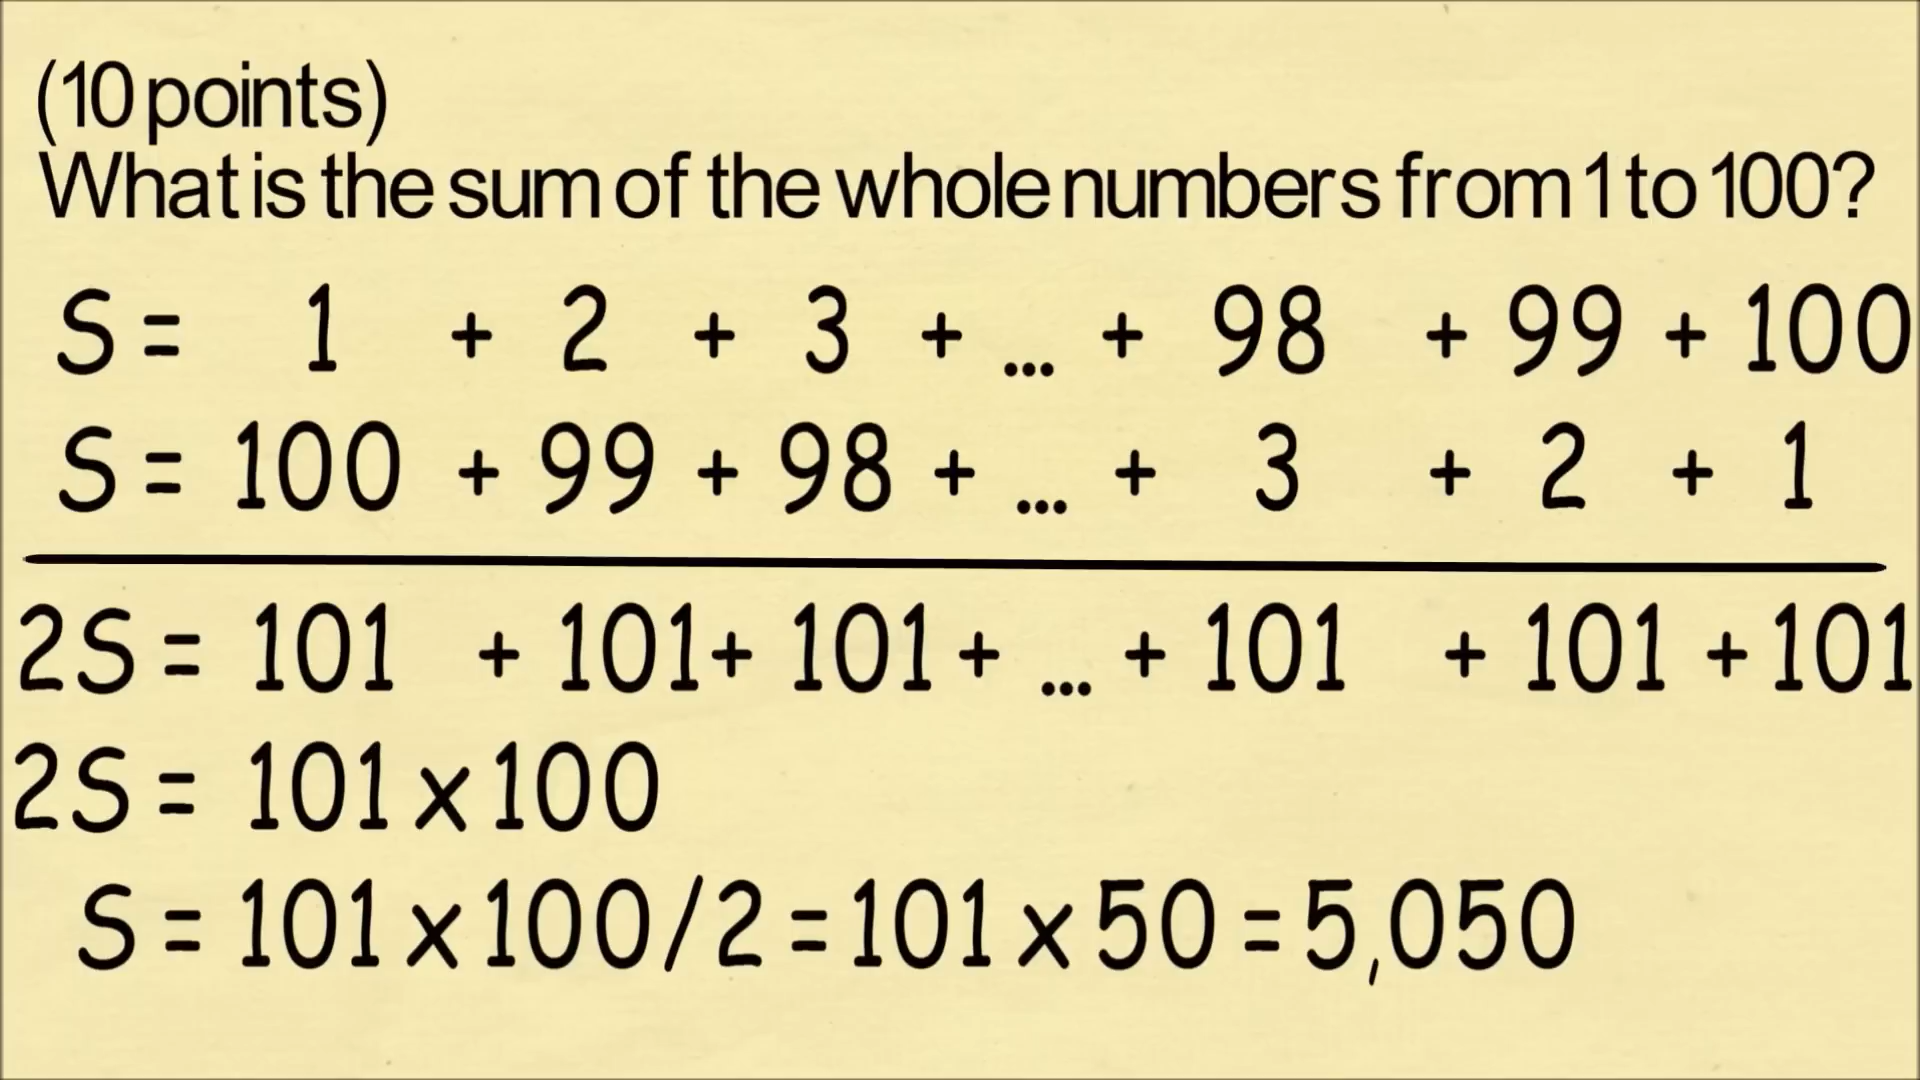 (10 points)
What is the sum of the whole numbers from 1 to 100?
S = 1 + 2 + 3 + ... + 98 + 99 + 100
S = 100 + 99 + 98 + ... + 3 + 2 + 1
2S = 101 + 101+ 101 + ... + 101 + 101 + 101
2S = 101 x 100
S = 101 x 100/2 = 101 x 50 = 5,050